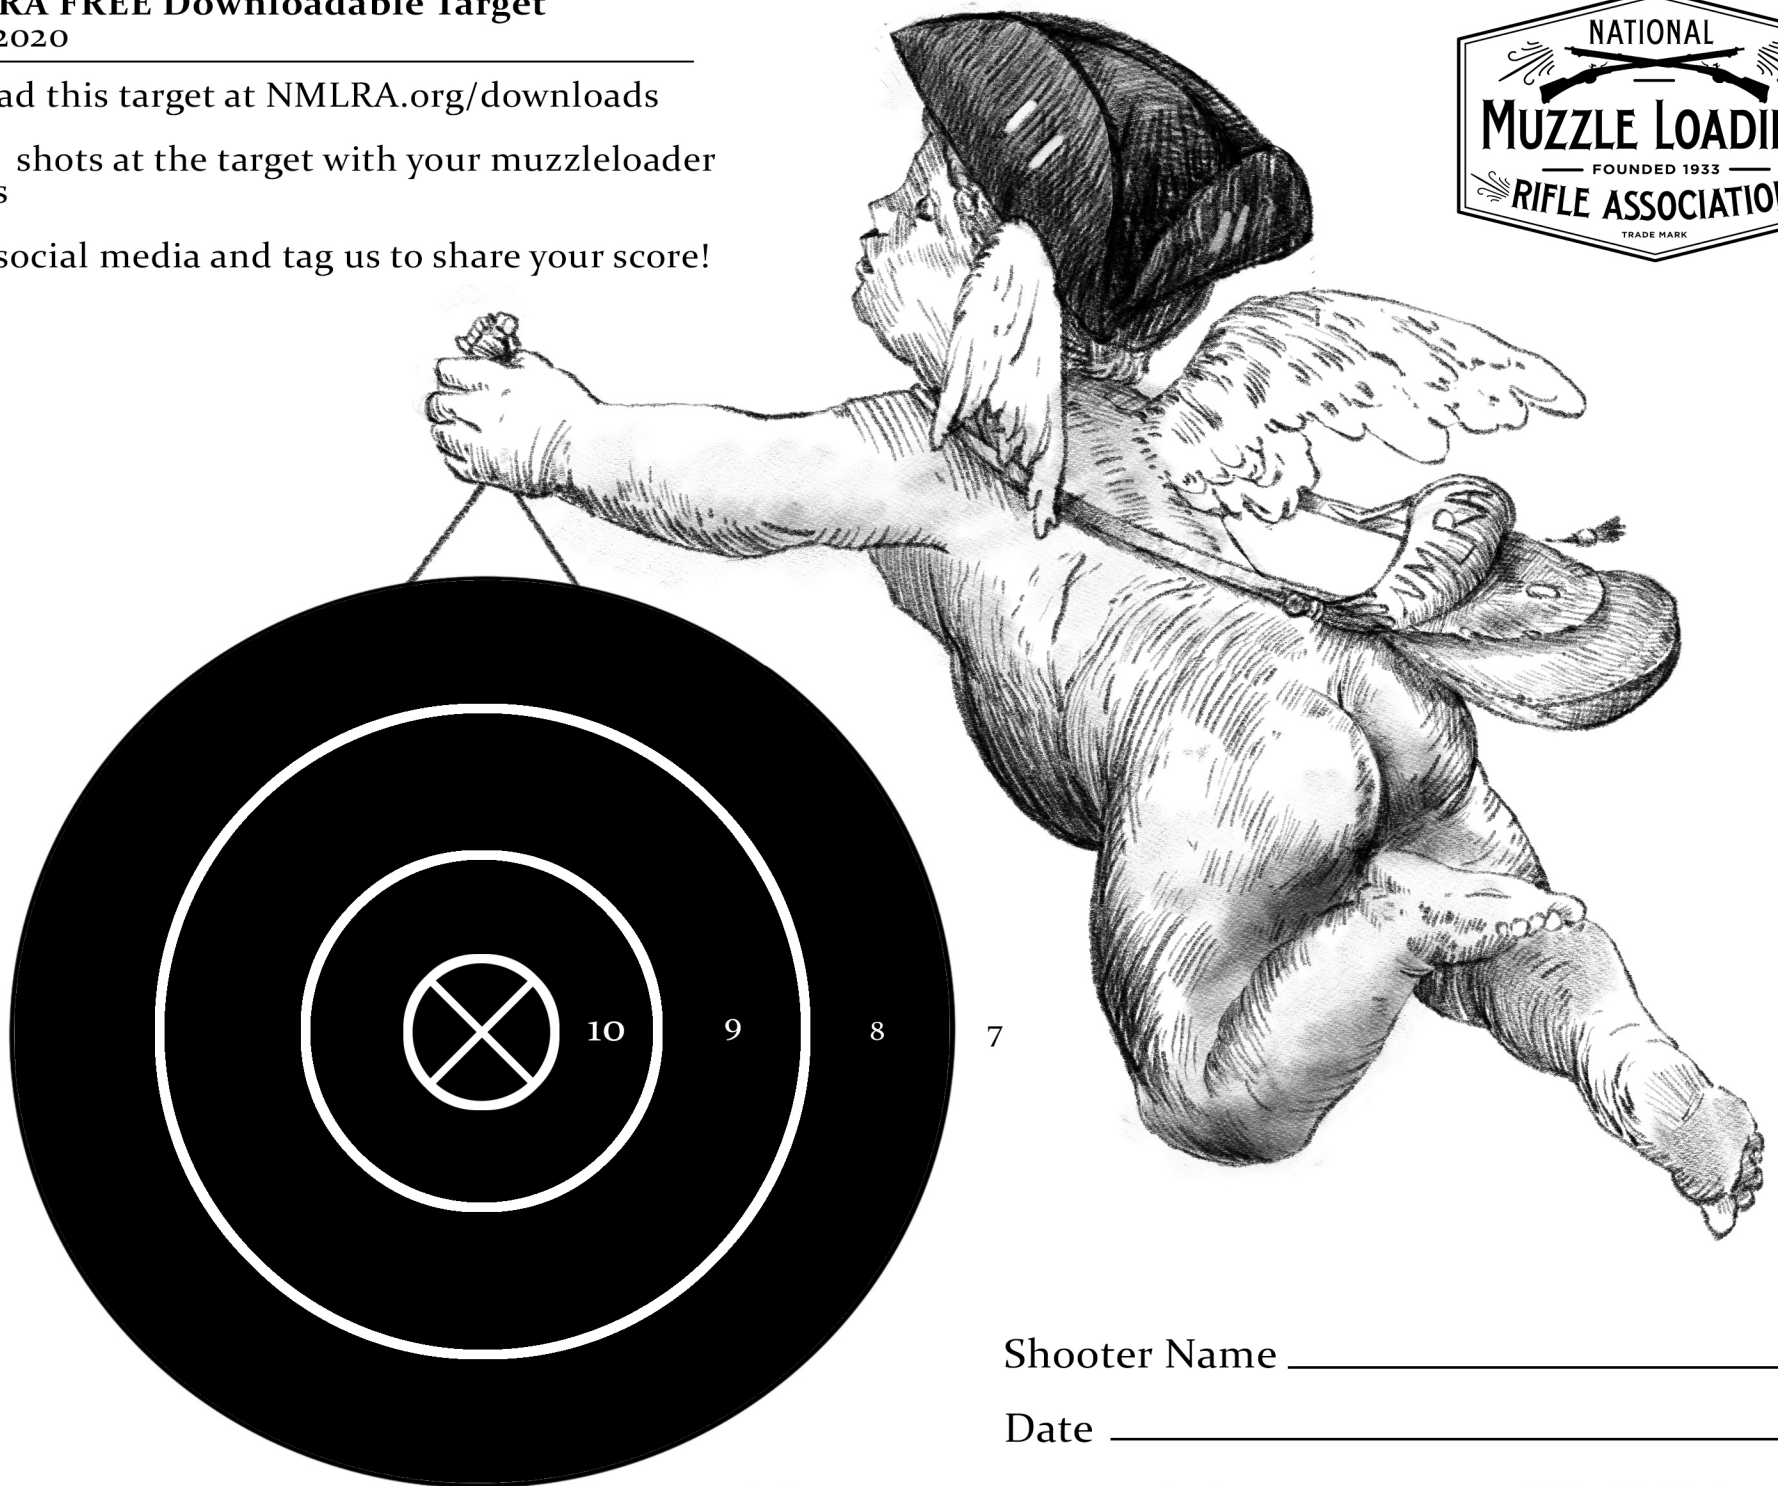 RA FREE Downloadable Target
2020
ad this target at NMLRA.org/downloads
shots at the target with your muzzleloader
s
social media and tag us to share your score!
NATIONAL
MUZZLE LOADI
FOUNDED 1933
RIFLE ASSOCIATIO
TRADE MARK
NMLRA
10 9 8 7
Shooter Name
Date